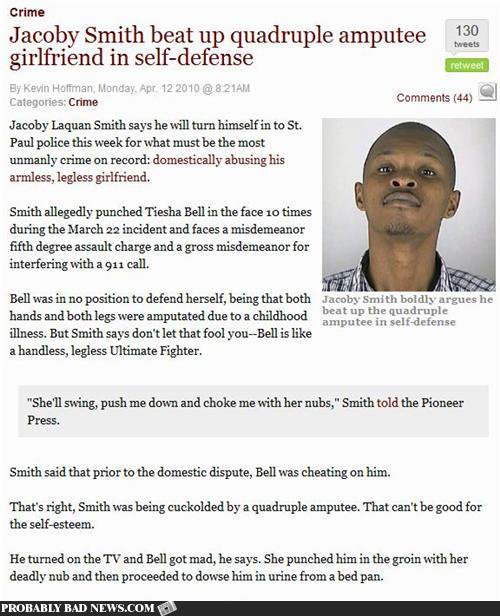 Crime
Jacoby Smith beat up quadruple amputee
girlfriend in self-defense
130
tweets
retweet
By Kevin Hoffman, Monday, Apr. 12 2010 @ 8:21AM
Categories: Crime
Comments (44)
Jacoby Laquan Smith says he will turn himself in to St.
Paul police this week for what must be the most
unmanly crime on record: domestically abusing his
armless, legless girlfriend.
Smith allegedly punched Tiesha Bell in the face 10 times
during the March 22 incident and faces a misdemeanor
fifth degree assault charge and a gross misdemeanor for
interfering with a 911 call.
Bell was in no position to defend herself, being that both
hands and both legs were amputated due to a childhood
illness. But Smith says don't let that fool you--Bell is like
a handless, legless Ultimate Fighter.
Jacoby Smith boldly argues he
beat up the quadruple
amputee in self-defense
"She'll swing, push me down and choke me with her nubs," Smith told the Pioneer
Press.
Smith said that prior to the domestic dispute, Bell was cheating on him.
That's right, Smith was being cuckolded by a quadruple amputee. That can't be good for
the self-esteem.
He turned on the TV and Bell got mad, he says. She punched him in the groin with her
deadly nub and then proceeded to dowse him in urine from a bed pan.
PROBABLY BAD NEWS.COM